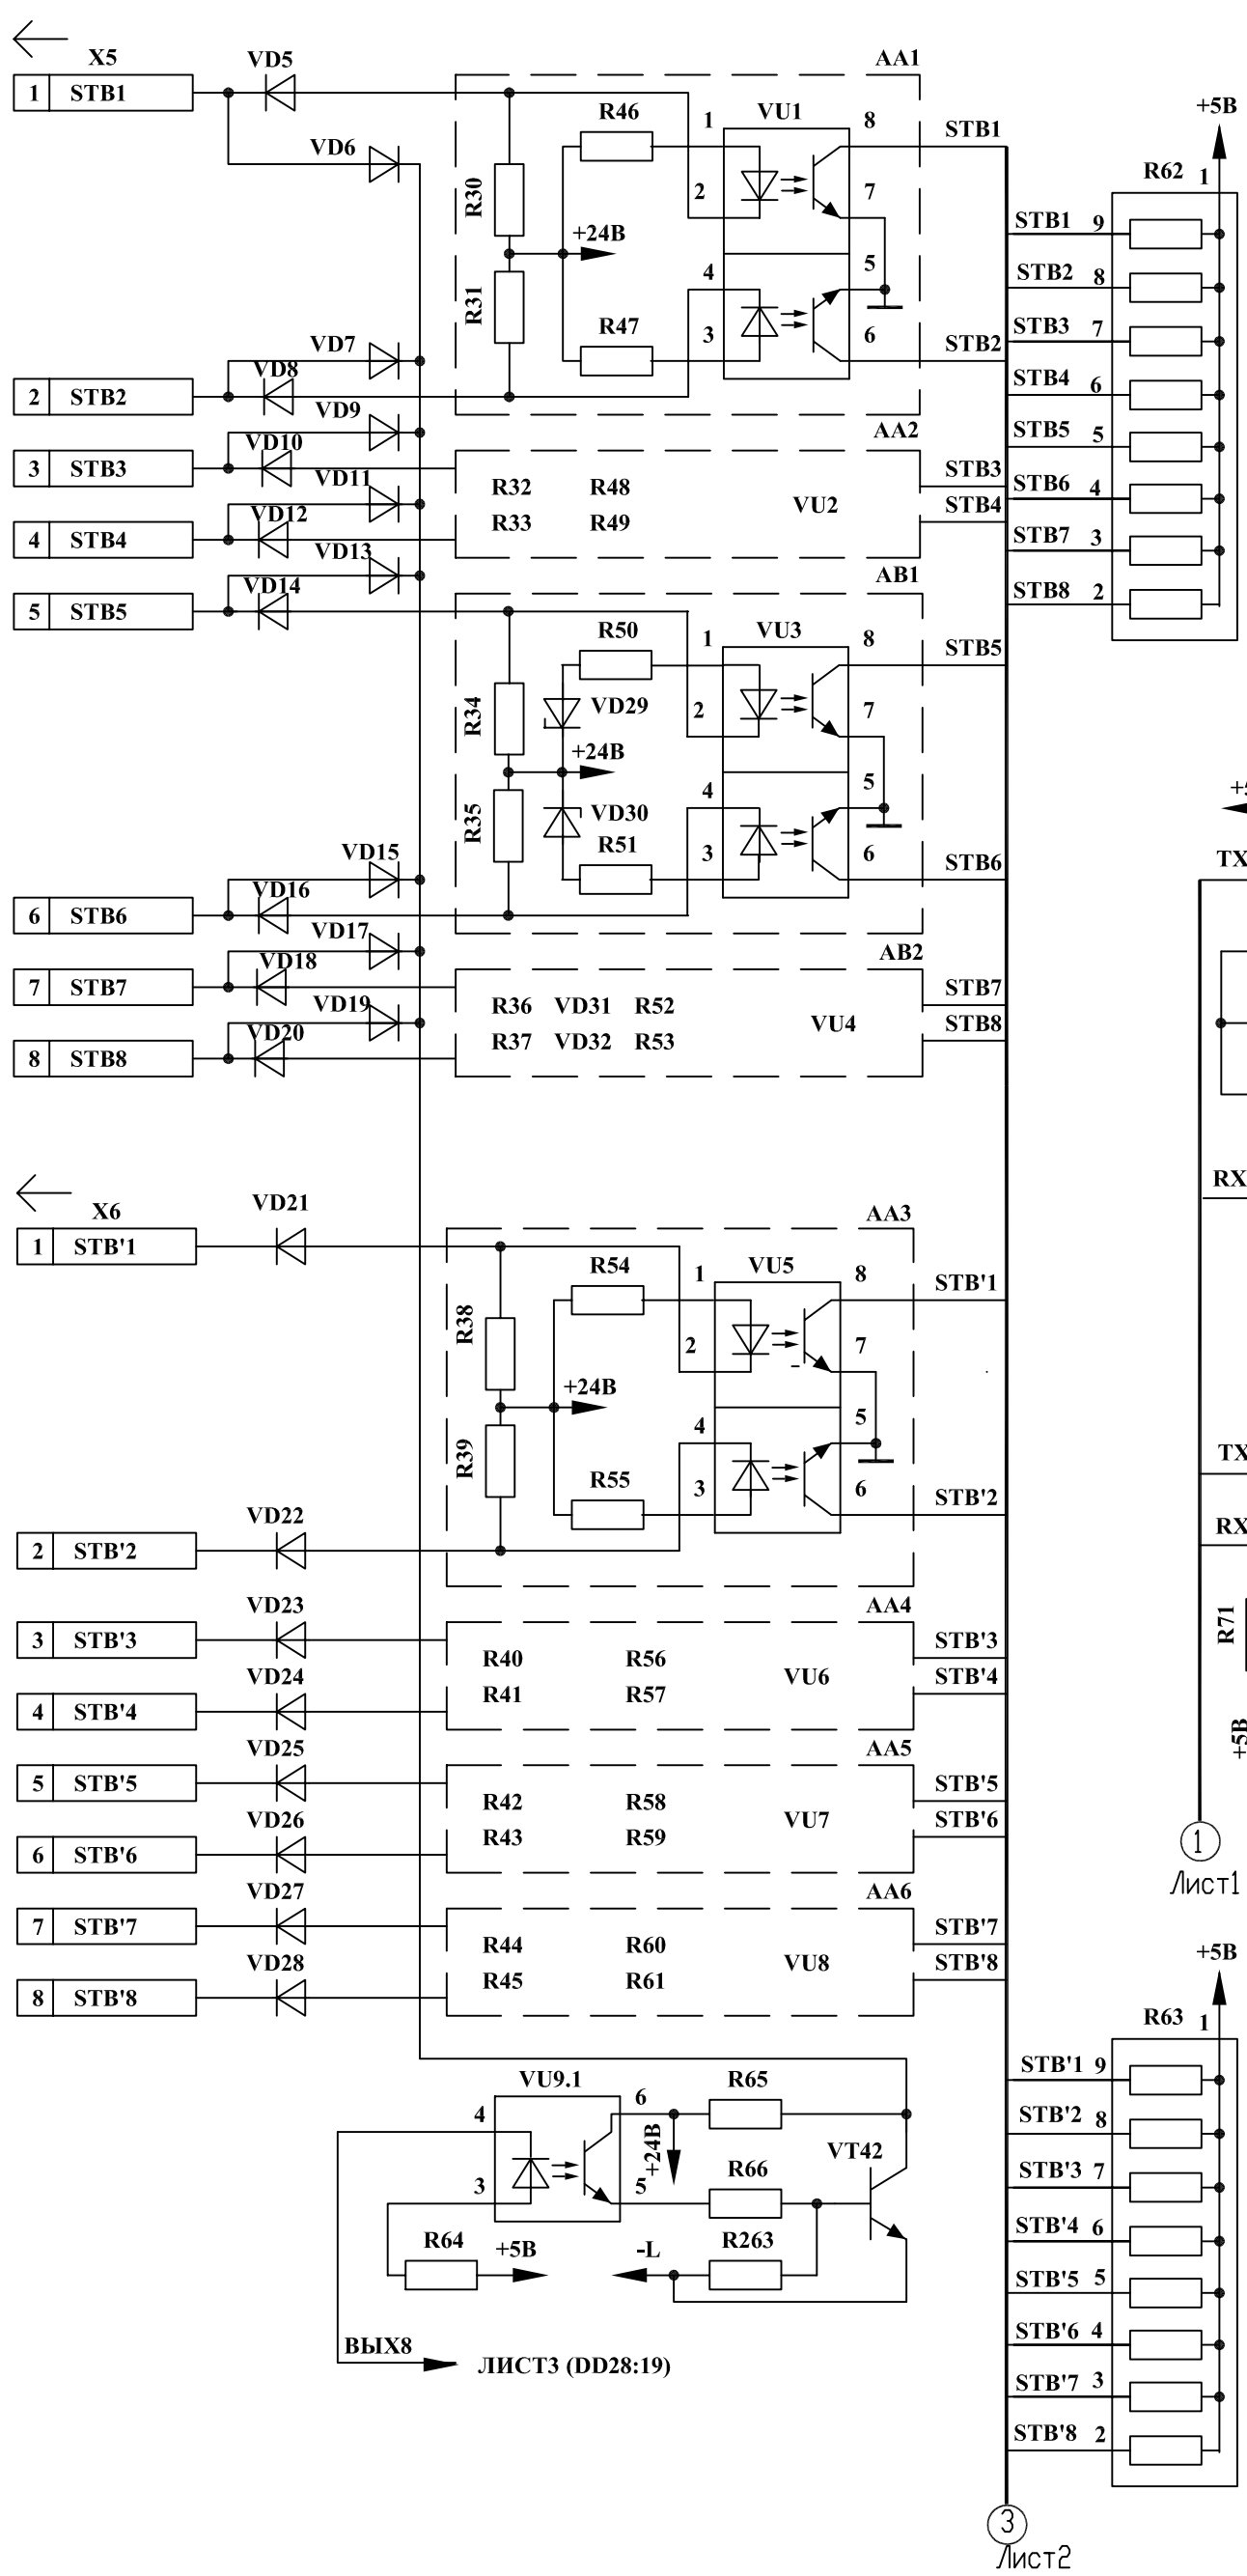 X5
1 STB1
VD5
VD6
AA1
R46
R30
+24В
R31
R47
1
2
4
3
VU1
8
7
5
6
STB1
STB2
VD7
VD8
2 STB2
VD9
VD10
3 STB3
VD11
VD12
4 STB4
VD13
VD14
5 STB5
AA2
R32 R48
R33 R49
VU2
STB3
STB4
AB1
R50
R34
VD29
+24В
R35
VD30
R51
1
2
4
3
VU3
8
7
5
6
STB5
STB6
VD15
VD16
6 STB6
VD17
VD18
7 STB7
VD19
VD20
8 STB8
AB2
R36 VD31 R52
R37 VD32 R53
VU4
STB7
STB8
+5В
R62 1
STB1 9
STB2 8
STB3 7
STB4 6
STB5 5
STB6 4
STB7 3
STB8 2
TX
RX
TX
RX
R71
+5В
1
Лист1
X6
1 STB'1
VD21
AA3
R54
R38
+24В
R39
R55
1
2
4
3
VU5
8
7
5
6
STB'1
STB'2
VD22
2 STB'2
VD23
3 STB'3
VD24
4 STB'4
AA4
R40 R56
R41 R57
VU6
STB'3
STB'4
VD25
5 STB'5
VD26
6 STB'6
AA5
R42 R58
R43 R59
VU7
STB'5
STB'6
VD27
7 STB'7
VD28
8 STB'8
AA6
R44 R60
R45 R61
VU8
STB'7
STB'8
VU9.1
4
3
6
5
+24В
R65
R66
VT42
R64
+5В
-L
R263
ВЫХ8
ЛИСТ3 (DD28:19)
+5В
R63 1
STB'1 9
STB'2 8
STB'3 7
STB'4 6
STB'5 5
STB'6 4
STB'7 3
STB'8 2
3
Лист2